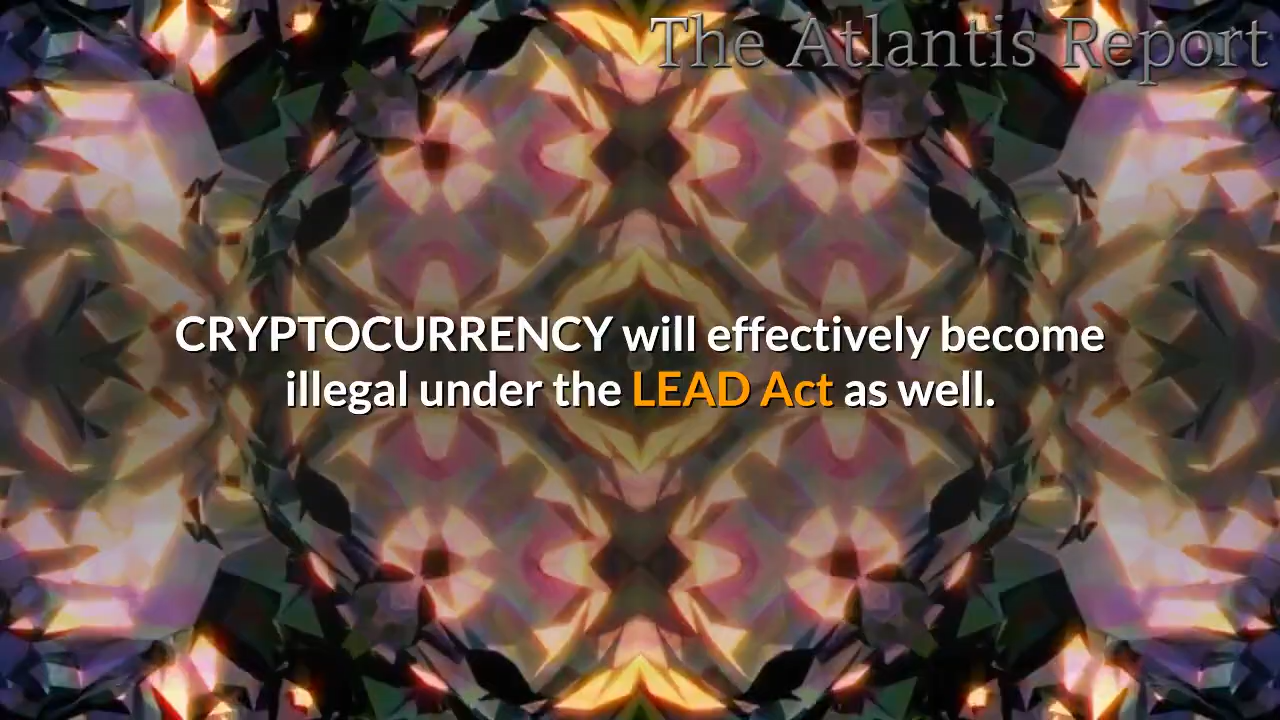 The Atlantis Report
CRYPTOCURRENCY will effectively become
illegal under the LEAD Act as well.